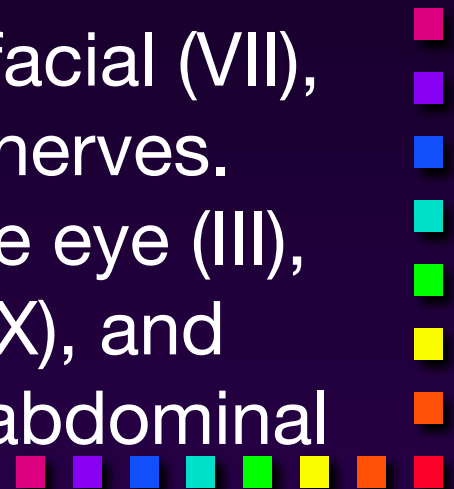 facial (VII),
nerves.
e eye (III),
X), and
abdominal